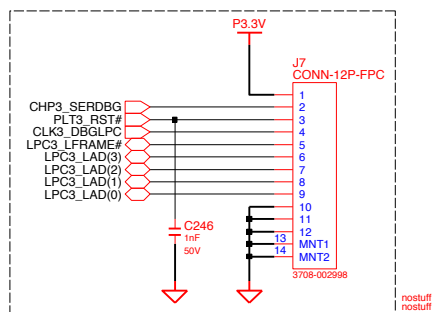 P3.3V
J7
CONN-12P-FPC
1
CHP3_SERDBG 2
PLT3_RST# 3
CLK3_DBGLPC 4
LPC3_LFRAME# 5
LPC3_LAD(3) 6
LPC3_LAD(2) 7
LPC3_LAD(1) 8
LPC3_LAD(0) 9
10
11
12
13 MNT1
14 MNT2
C246
1nF
50V
3708-002998
nostuff
nostuff